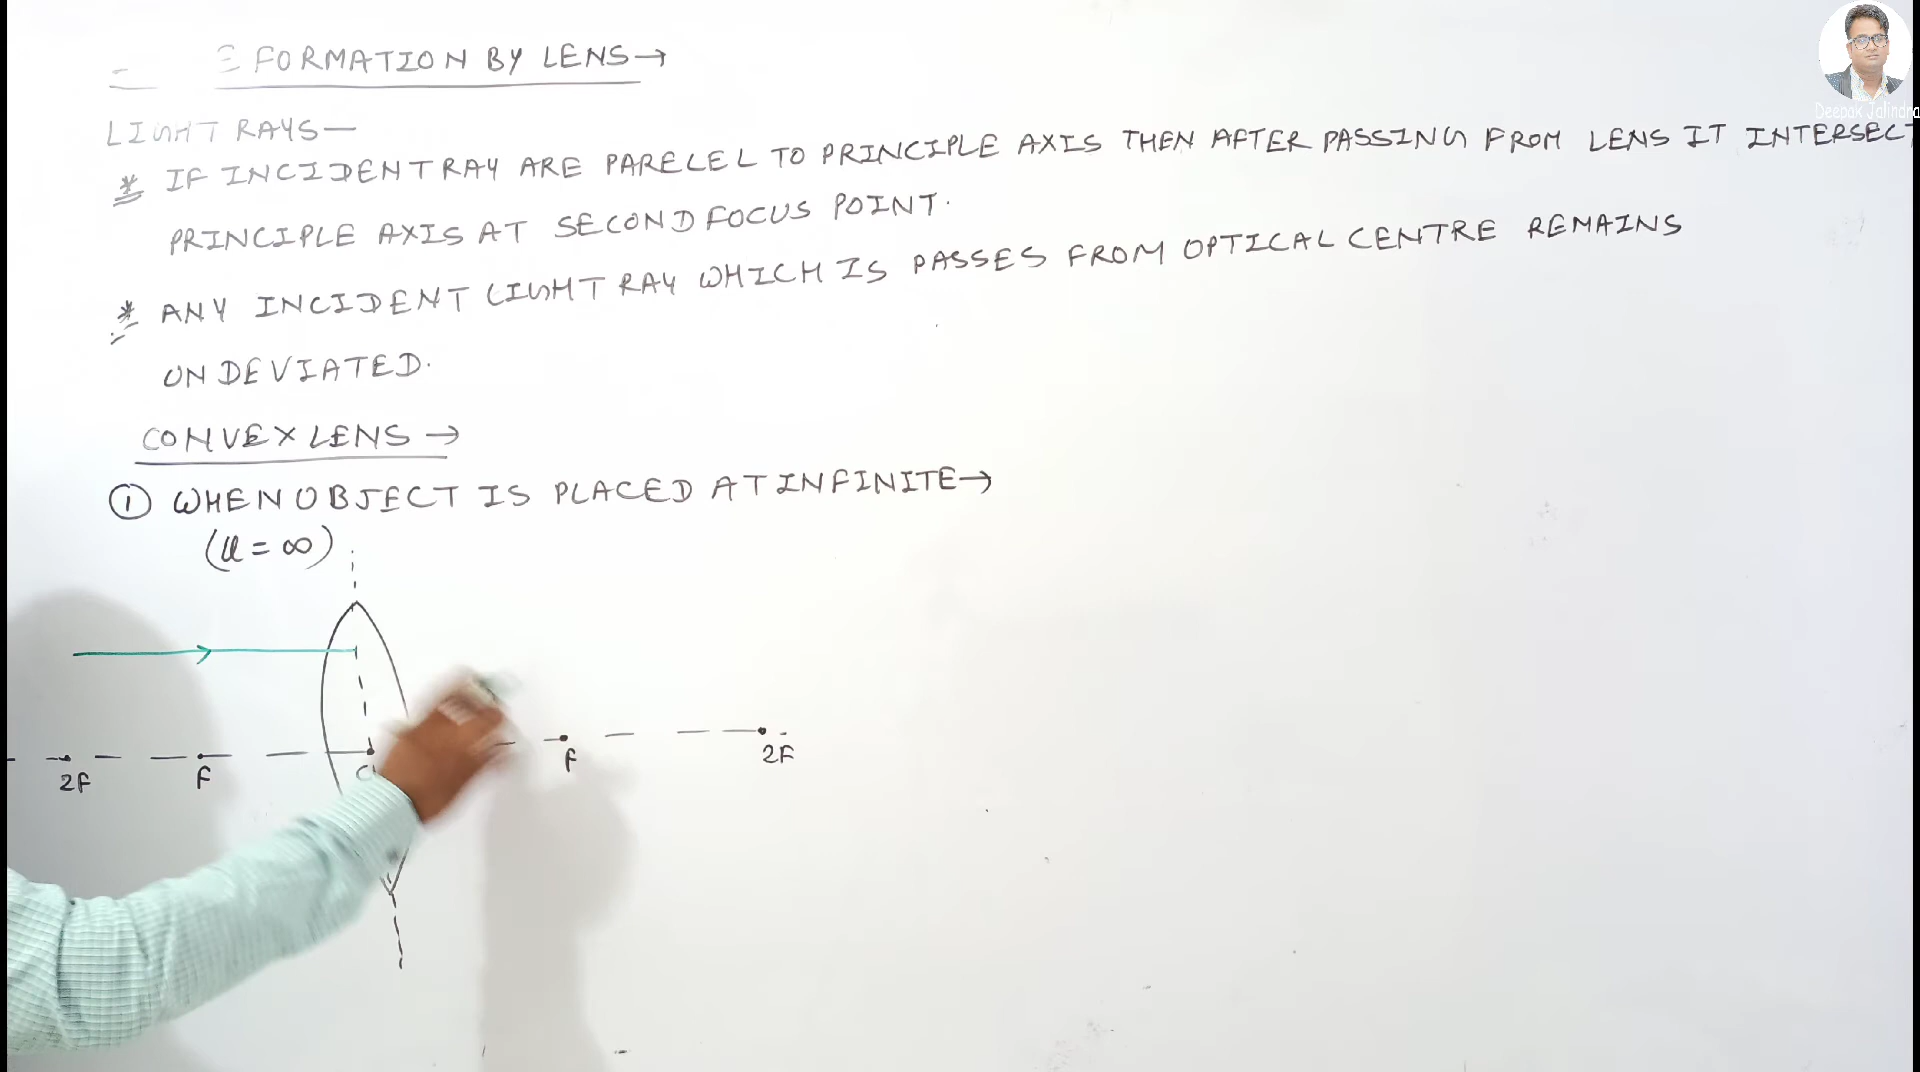 FORMATION BY LENS→
LIGHT RAYS—
* IF INCIDENT RAY ARE PARELEL TO PRINCIPLE AXIS THEN AFTER PASSING FROM LENS IT INTERSECT
PRINCIPLE AXIS AT SECOND FOCUS POINT.
* ANY INCIDENT LIGHT RAY WHICH IS PASSES FROM OPTICAL CENTRE REMAINS
UNDEVIATED.
CONVEX LENS →
① WHEN OBJECT IS PLACED AT INFINITE→
(u = ∞)
2F F C F 2F
Deepak Jalindra